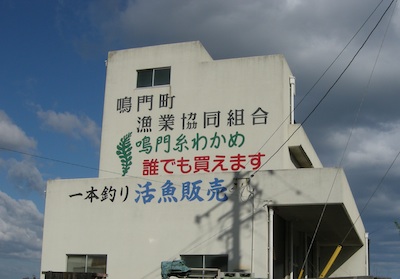 鳴門町
漁業協同組合
鳴門糸わかめ
誰でも買えます
一本釣り 活魚販売